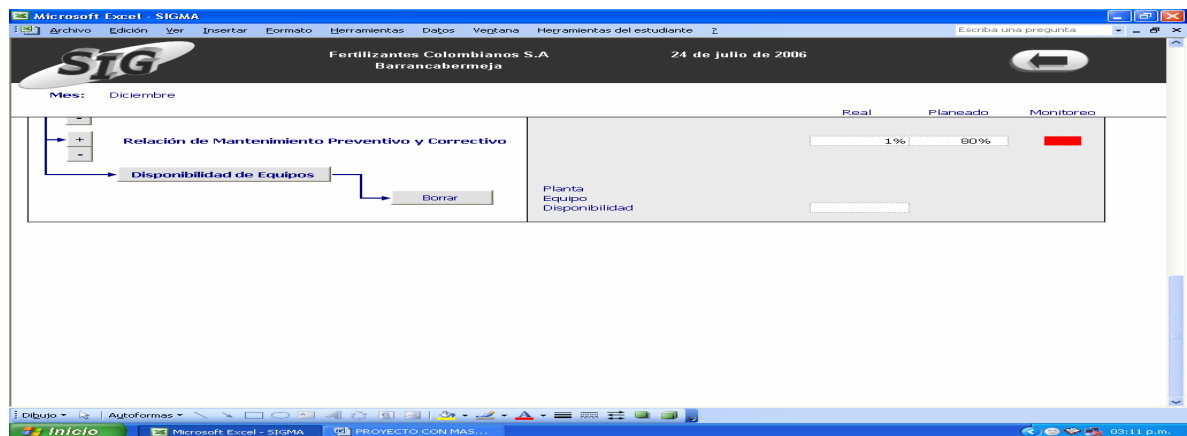 Microsoft Excel - SIGMA
Archivo Edición Ver Insertar Formato Herramientas Datos Ventana Herramientas del estudiante ? Escriba una pregunta
SIG
Fertilizantes Colombianos S.A 24 de julio de 2006
Barrancabermeja
Mes: Diciembre
Real Planeado Monitoreo
-
+ Relación de Mantenimiento Preventivo y Correctivo 1% 80%
-
Disponibilidad de Equipos
Borrar
Planta
Equipo
Disponibilidad
Dibujo Autoformas
Inicio Microsoft Excel - SIGMA PROYECTO CON MAS... 03:11 p.m.